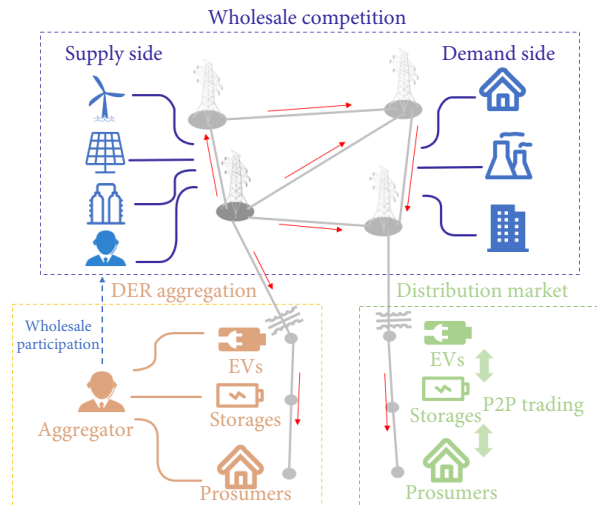 Wholesale competition
Supply side
Demand side
DER aggregation
Distribution market
Wholesale
participation
EVs
EVs
Storages
P2P trading
Aggregator
Storages
Prosumers
Prosumers